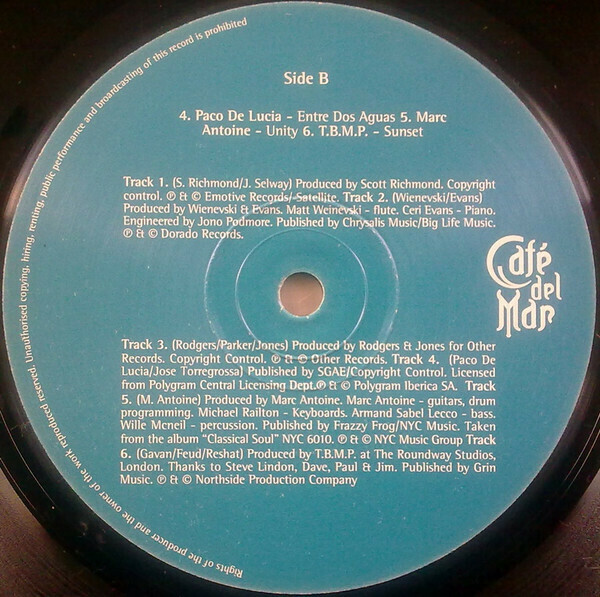 Side B
4. Paco De Lucia – Entre Dos Aguas 5. Marc
Antoine – Unity 6. T.B.M.P. – Sunset
Track 1. (S. Richmond/J. Selway) Produced by Scott Richmond. Copyright
control. ℗ & © Emotive Records/ Satellite. Track 2. (Wienevski/Evans)
Produced by Wienevski & Evans. Matt Weinevski - flute. Ceri Evans - Piano.
Engineered by Jono Podmore. Published by Chrysalis Music/Big Life Music.
℗ & © Dorado Records.
Café
del
Mar
Track 3. (Rodgers/Parker/Jones) Produced by Rodgers & Jones for Other
Records. Copyright Control. ℗ & © Other Records. Track 4. (Paco De
Lucia/Jose Torregrossa) Published by SGAE/Copyright Control. Licensed
from Polygram Central Licensing Dept.℗ & © Polygram Iberica SA. Track
5. (M. Antoine) Produced by Marc Antoine. Marc Antoine - guitars, drum
programming. Michael Railton - Keyboards. Armand Sabel Lecco - bass.
Wille Mcneil - percussion. Published by Frazzy Frog/NYC Music. Taken
from the album "Classical Soul" NYC 6010. ℗ & © NYC Music Group Track
6. (Gavan/Feud/Reshat) Produced by T.B.M.P. at The Roundway Studios,
London. Thanks to Steve Lindon, Dave, Paul & Jim. Published by Grin
Music. ℗ & © Northside Production Company
Rights of the producer and the owner of the work reproduced reserved. Unauthorised copying, hiring, renting, public performance and broadcasting of this record is prohibited